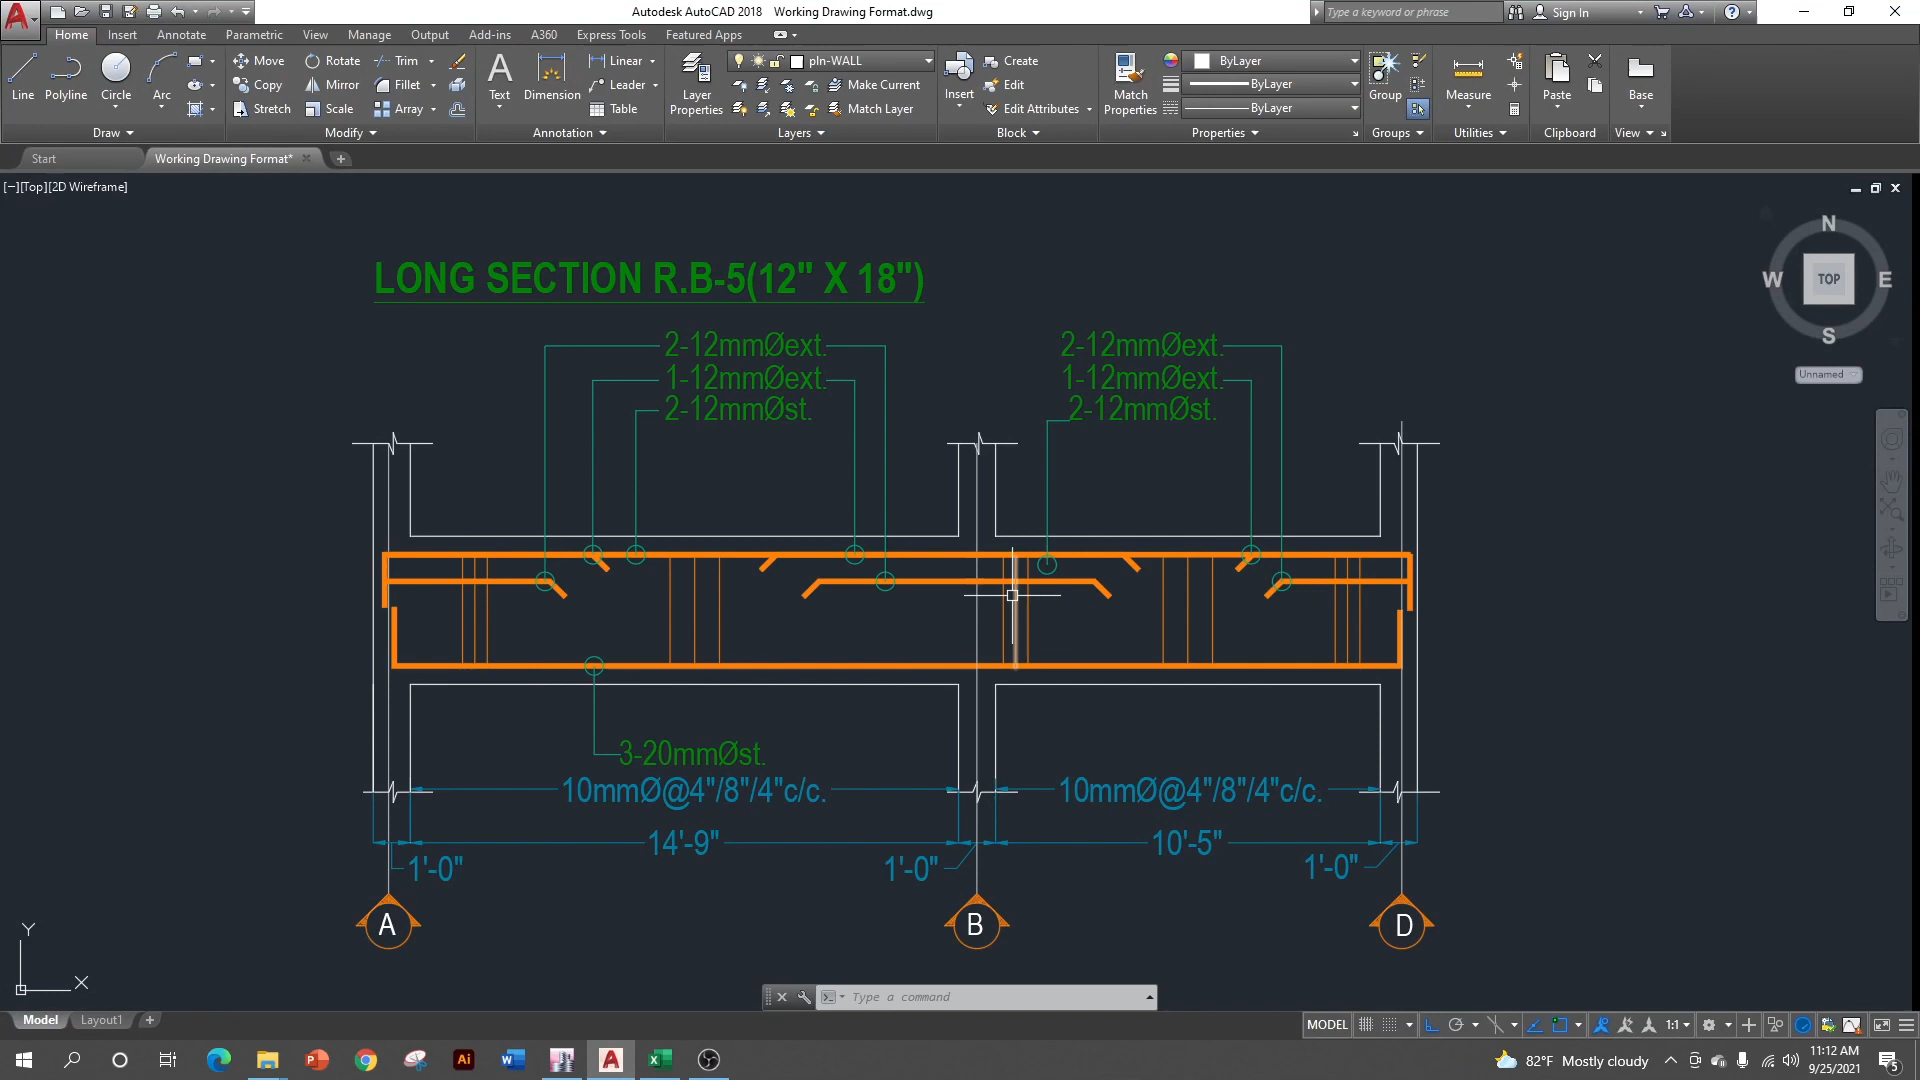 Autodesk AutoCAD 2018 Working Drawing Format.dwg
Type a keyword or phrase
Sign In
Home Insert Annotate Parametric View Manage Output Add-ins A360 Express Tools Featured Apps
Line Polyline Circle Arc
Move Rotate Trim
Copy Mirror Fillet
Stretch Scale Array
Text Dimension
Linear
Leader
Table
Layer Properties
pln-WALL
Make Current
Match Layer
Insert
Create
Edit
Edit Attributes
Match Properties
ByLayer
ByLayer
ByLayer
Group
Measure
Paste
Base
Draw Modify Annotation Layers Block Properties Groups Utilities Clipboard View
Start Working Drawing Format*
[−][Top][2D Wireframe]
N
W TOP E
S
Unnamed
LONG SECTION R.B-5(12" X 18")
2-12mmØext. 2-12mmØext.
1-12mmØext. 1-12mmØext.
2-12mmØst. 2-12mmØst.
3-20mmØst.
10mmØ@4"/8"/4"c/c. 10mmØ@4"/8"/4"c/c.
14'-9" 10'-5"
1'-0" 1'-0" 1'-0"
A B D
Y
X
Type a command
Model Layout1
MODEL 1:1
Ai
82°F Mostly cloudy
11:12 AM
9/25/2021
5